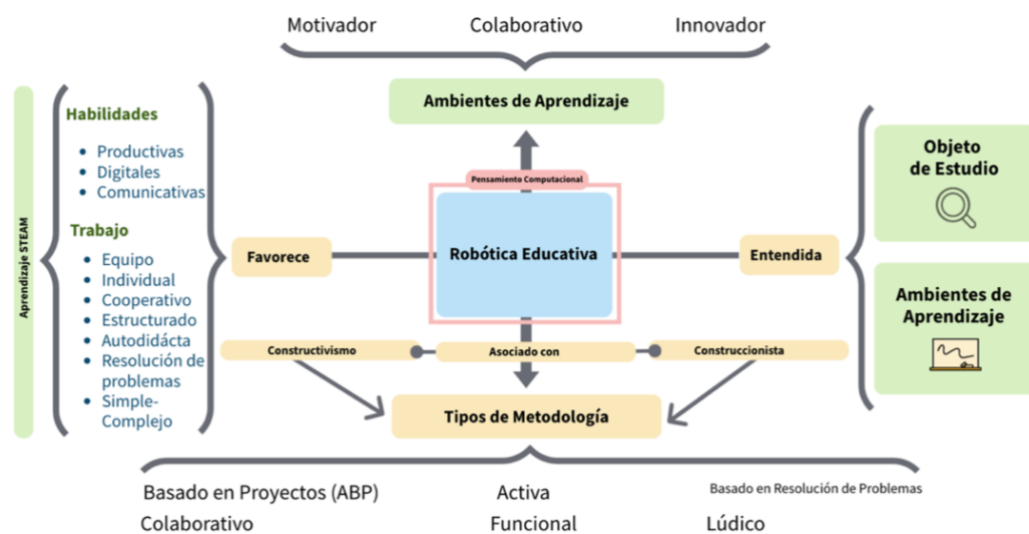 Motivador
Colaborativo
Innovador
Ambientes de Aprendizaje
Pensamiento Computacional
Robótica Educativa
Aprendizaje STEAM
Habilidades
Productivas
Digitales
Comunicativas
Trabajo
Equipo
Individual
Cooperativo
Estructurado
Autodidácta
Resolución de
problemas
Simple-
Complejo
Favorece
Entendida
Objeto
de Estudio
Ambientes de
Aprendizaje
Constructivismo
Asociado con
Construccionista
Tipos de Metodología
Basado en Proyectos (ABP)
Activa
Basado en Resolución de Problemas
Colaborativo
Funcional
Lúdico